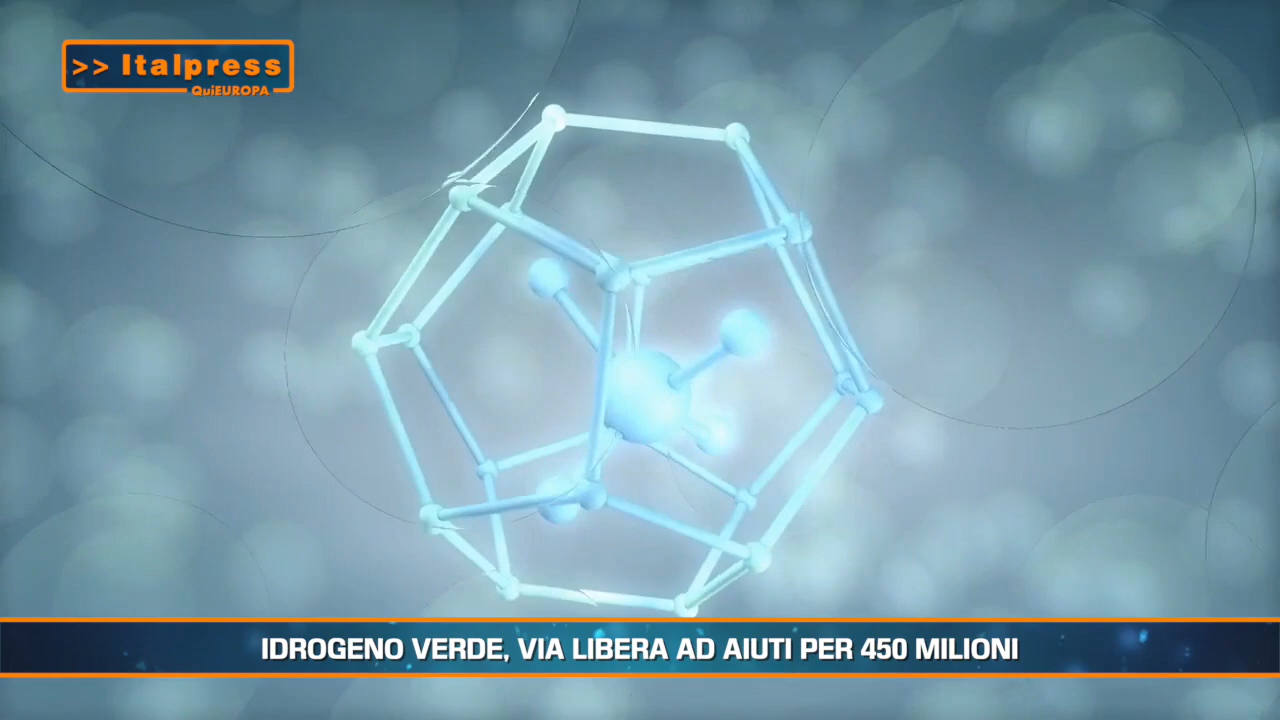 >> Italpress
QuiEUROPA
IDROGENO VERDE, VIA LIBERA AD AIUTI PER 450 MILIONI